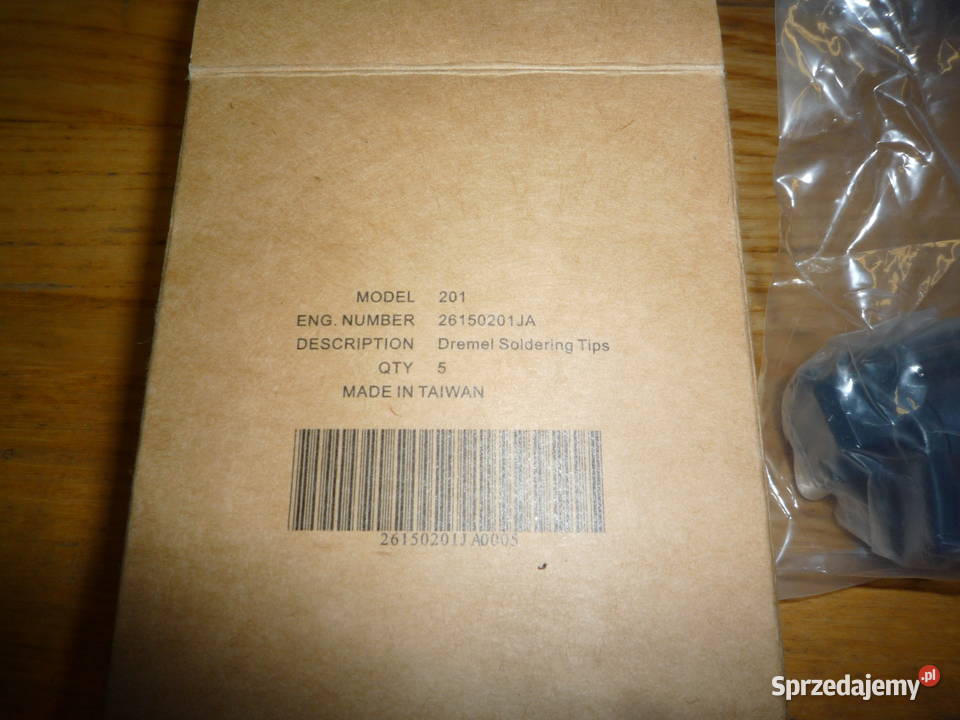 MODEL 201
ENG. NUMBER 26150201JA
DESCRIPTION Dremel Soldering Tips
QTY 5
MADE IN TAIWAN
26150201JA0005
Sprzedajemy.pl